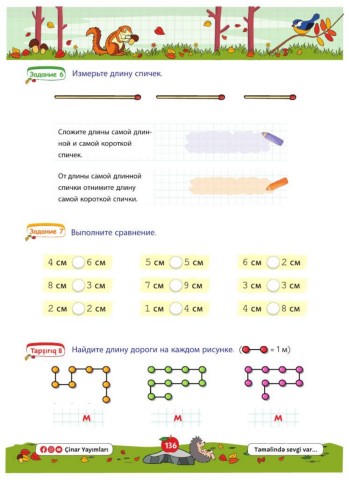 Задание 6 Измерьте длину спичек.
Сложите длины самой длин-
ной и самой короткой
спичек.
От длины самой длинной
спички отнимите длину
самой короткой спички.
Задание 7 Выполните сравнение.
4 см 6 см 5 см 5 см 6 см 2 см
8 см 3 см 7 см 9 см 3 см 3 см
2 см 2 см 1 см 4 см 4 см 8 см
Tapşırıq 8 Найдите длину дороги на каждом рисунке. ( = 1 м)
м м м
Çinar Yayımları 136 Təməlində sevgi var...